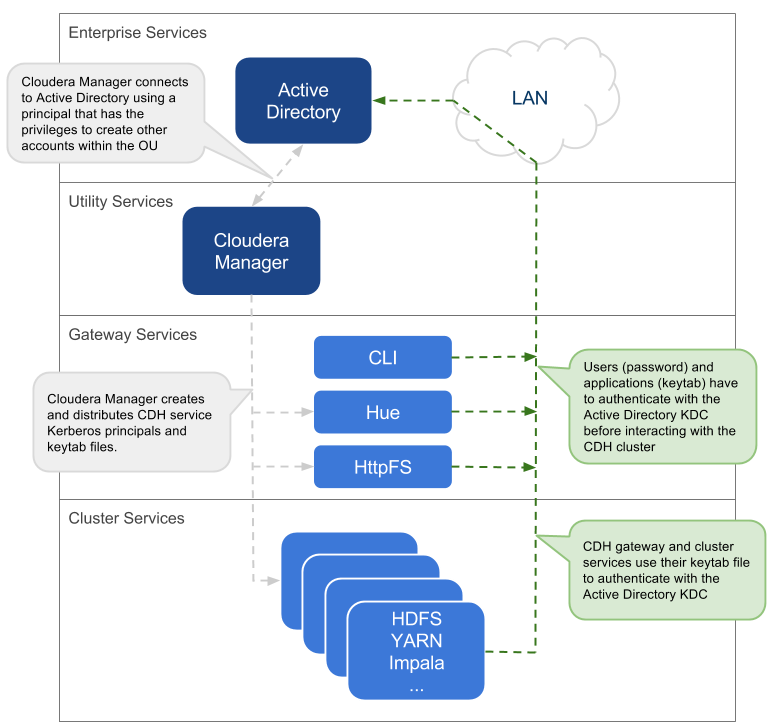 Enterprise Services
Cloudera Manager connects
to Active Directory using a
principal that has the
privileges to create other
accounts within the OU
Active
Directory
LAN
Utility Services
Cloudera
Manager
Gateway Services
CLI
Hue
HttpFS
Cloudera Manager creates
and distributes CDH service
Kerberos principals and
keytab files.
Users (password) and
applications (keytab) have
to authenticate with the
Active Directory KDC
before interacting with the
CDH cluster
Cluster Services
HDFS
YARN
Impala
...
CDH gateway and cluster
services use their keytab file
to authenticate with the
Active Directory KDC